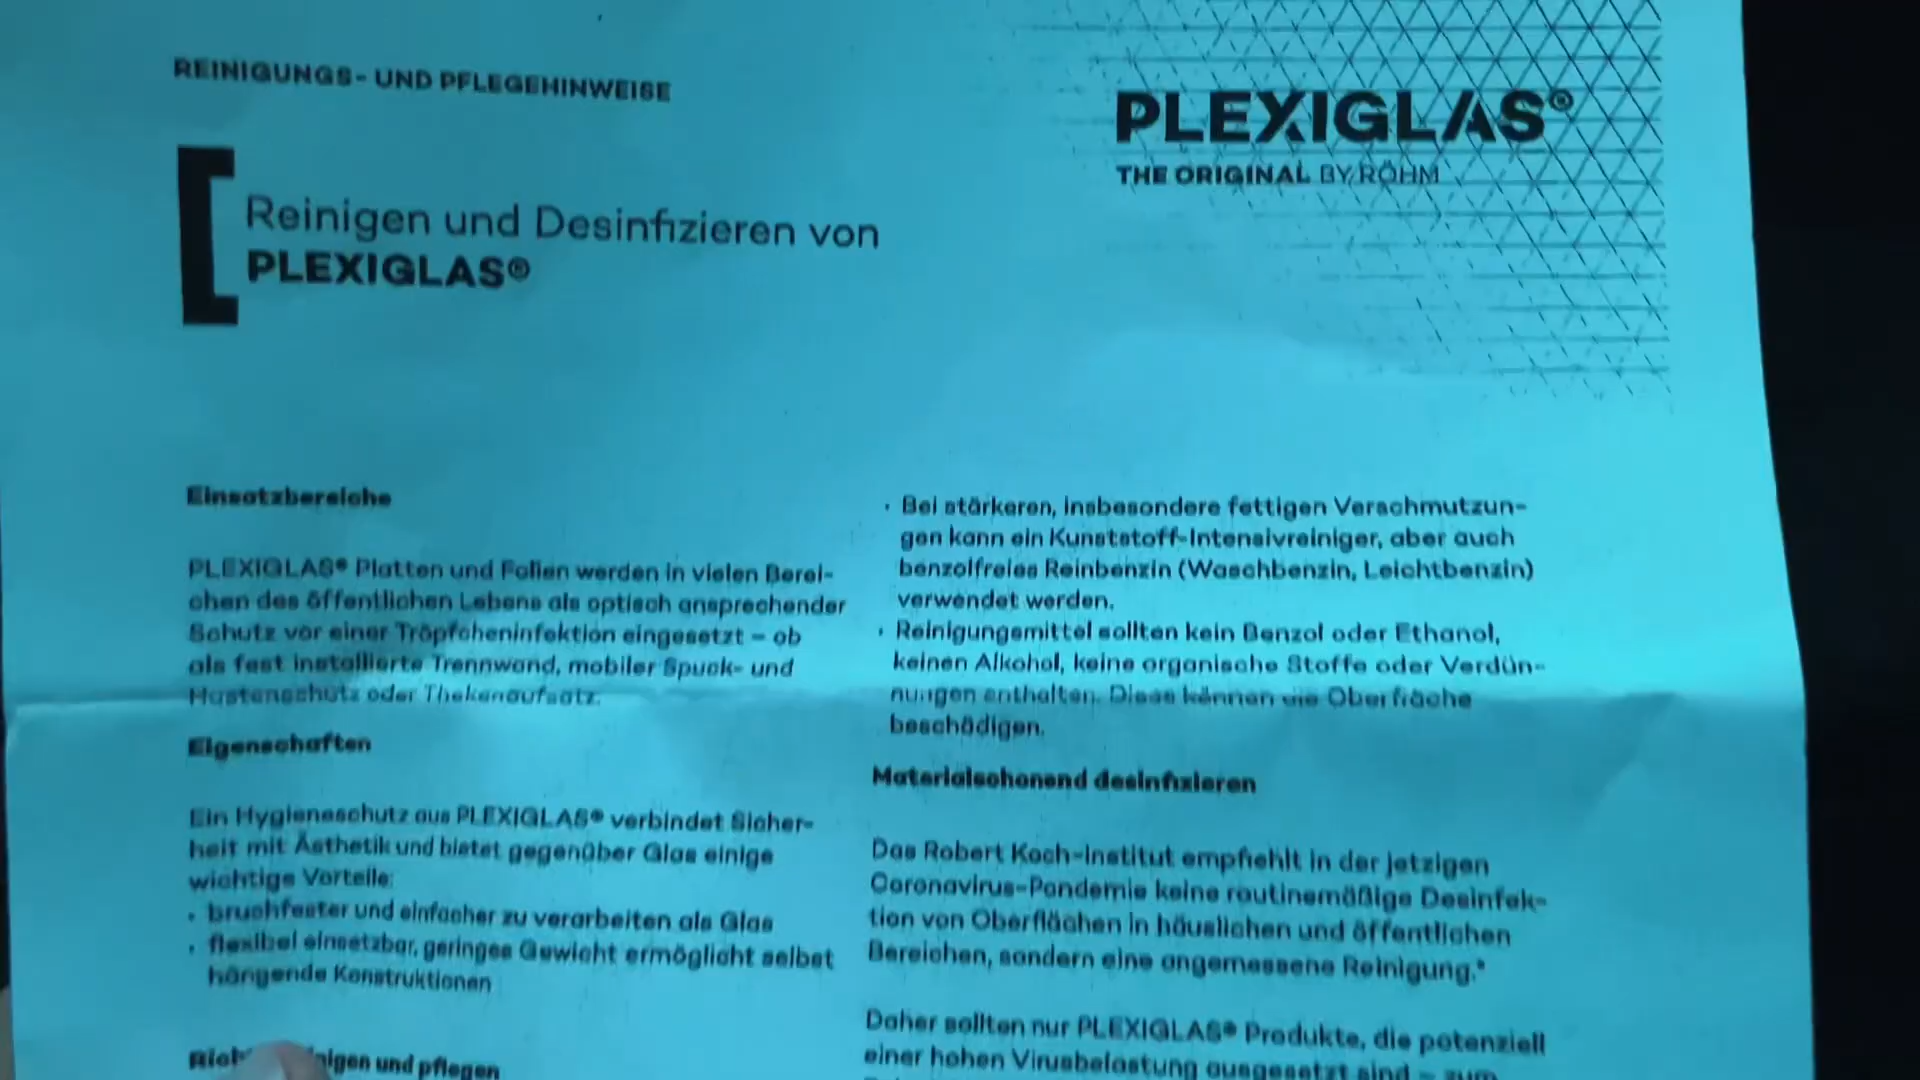 REINIGUNGS- UND PFLEGEHINWEISE
PLEXIGLAS®
THE ORIGINAL BY RÖHM
Reinigen und Desinfizieren von
PLEXIGLAS®
Einsatzbereiche
PLEXIGLAS® Platten und Folien werden in vielen Berei-
chen des öffentlichen Lebens als optisch ansprechender
Schutz vor einer Tröpfcheninfektion eingesetzt – ob
als fest installierte Trennwand, mobiler Spuck- und
Hustenschutz oder Thekenaufsatz.
Eigenschaften
Ein Hygieneschutz aus PLEXIGLAS® verbindet Sicher-
heit mit Ästhetik und bietet gegenüber Glas einige
wichtige Vorteile:
• bruchfester und einfacher zu verarbeiten als Glas
• flexibel einsetzbar, geringes Gewicht ermöglicht selbst
hängende Konstruktionen
und pflegen
• Bei stärkeren, insbesondere fettigen Verschmutzun-
gen kann ein Kunststoff-Intensivreiniger, aber auch
benzolfreies Reinbenzin (Waschbenzin, Leichtbenzin)
verwendet werden.
• Reinigungsmittel sollten kein Benzol oder Ethanol,
keinen Alkohol, keine organische Stoffe oder Verdün-
nungen enthalten. Diese können die Oberfläche
beschädigen.
Materialschonend desinfizieren
Das Robert Koch-Institut empfiehlt in der jetzigen
Coronavirus-Pandemie keine routinemäßige Desinfek-
tion von Oberflächen in häuslichen und öffentlichen
Bereichen, sondern eine angemessene Reinigung.*
Daher sollten nur PLEXIGLAS® Produkte, die potenziell
einer hohen Virusbelastung ausgesetzt sind – zum